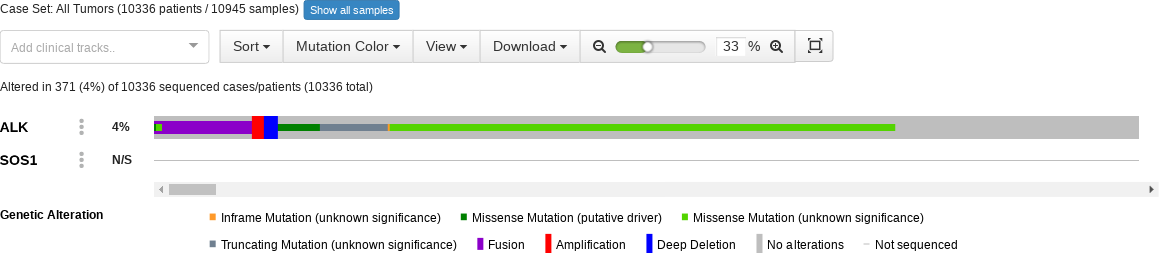 Case Set: All Tumors (10336 patients / 10945 samples) Show all samples
Add clinical tracks.. Sort Mutation Color View Download 33 %
Altered in 371 (4%) of 10336 sequenced cases/patients (10336 total)
ALK 4%
SOS1 N/S
Genetic Alteration Inframe Mutation (unknown significance) Missense Mutation (putative driver) Missense Mutation (unknown significance)
Truncating Mutation (unknown significance) Fusion Amplification Deep Deletion No alterations Not sequenced